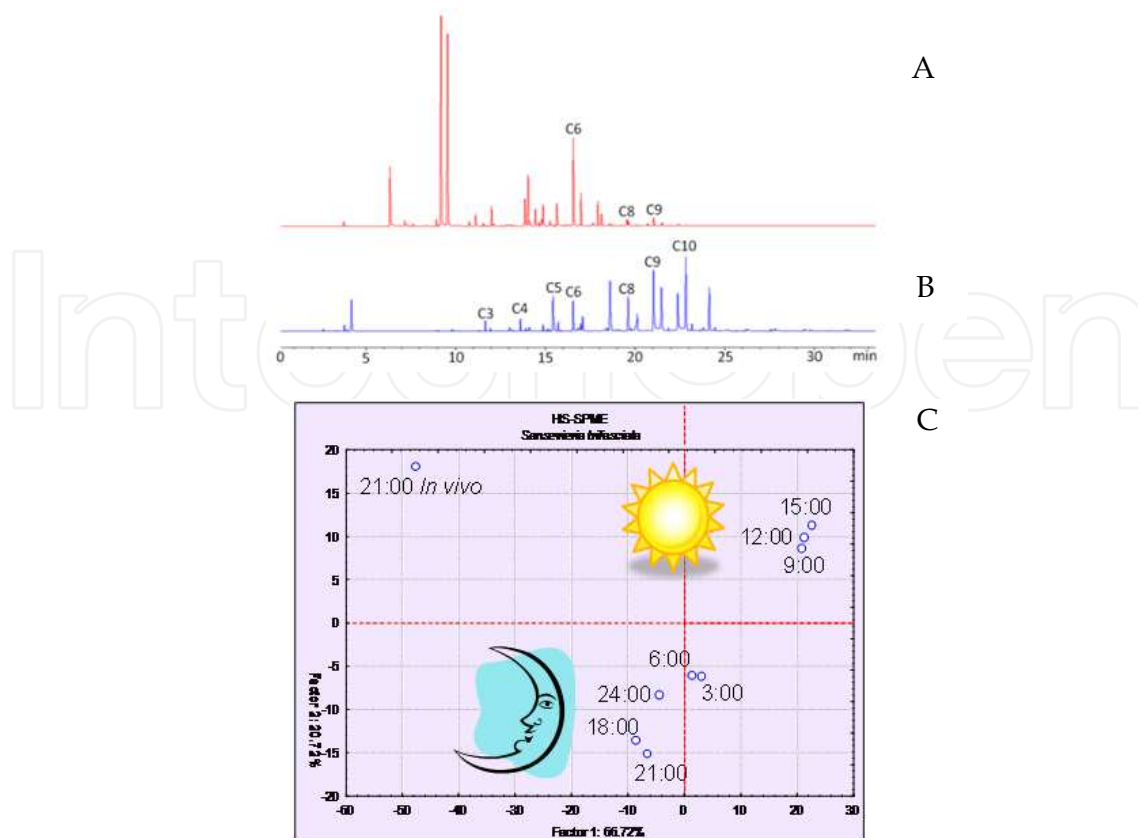 A
C6
C8
C9
B
C3
C4
C5
C6
C8
C9
C10
0 5 10 15 20 25 30 min
C
HS-SPME
Sansevieria trifasciata
20
15
10
5
0
-5
-10
-15
-20
21:00 In vivo
15:00
12:00
9:00
6:00
3:00
24:00
18:00
21:00
Factor 2: 20,72%
-60 -50 -40 -30 -20 -10 0 10 20 30
Factor 1: 66.72%